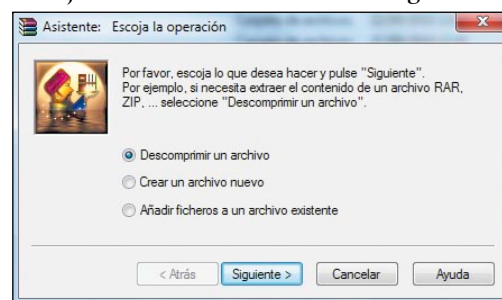 Asistente: Escoja la operación
Por favor, escoja lo que desea hacer y pulse "Siguiente".
Por ejemplo, si necesita extraer el contenido de un archivo RAR,
ZIP, ... seleccione "Descomprimir un archivo".
Descomprimir un archivo
Crear un archivo nuevo
Añadir ficheros a un archivo existente
< Atrás Siguiente > Cancelar Ayuda